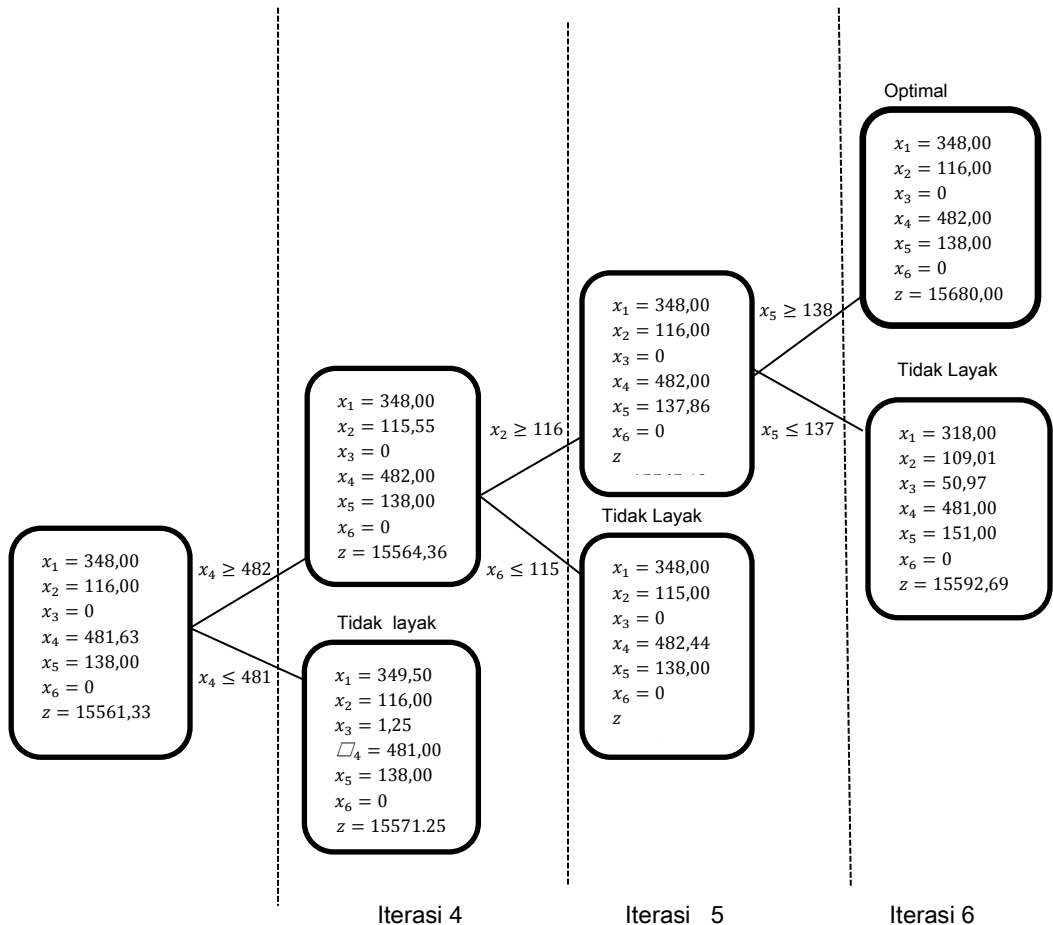 x₁ = 348,00
x₂ = 116,00
x₃ = 0
x₄ = 481,63
x₅ = 138,00
x₆ = 0
z = 15561,33
x₄ ≥ 482
x₄ ≤ 481
x₁ = 348,00
x₂ = 115,55
x₃ = 0
x₄ = 482,00
x₅ = 138,00
x₆ = 0
z = 15564,36
Tidak layak
x₁ = 349,50
x₂ = 116,00
x₃ = 1,25
□₄ = 481,00
x₅ = 138,00
x₆ = 0
z = 15571.25
Iterasi 4
x₂ ≥ 116
x₆ ≤ 115
x₁ = 348,00
x₂ = 116,00
x₃ = 0
x₄ = 482,00
x₅ = 137,86
x₆ = 0
z
Tidak Layak
x₁ = 348,00
x₂ = 115,00
x₃ = 0
x₄ = 482,44
x₅ = 138,00
x₆ = 0
z
Iterasi 5
x₅ ≥ 138
x₅ ≤ 137
Optimal
x₁ = 348,00
x₂ = 116,00
x₃ = 0
x₄ = 482,00
x₅ = 138,00
x₆ = 0
z = 15680,00
Tidak Layak
x₁ = 318,00
x₂ = 109,01
x₃ = 50,97
x₄ = 481,00
x₅ = 151,00
x₆ = 0
z = 15592,69
Iterasi 6